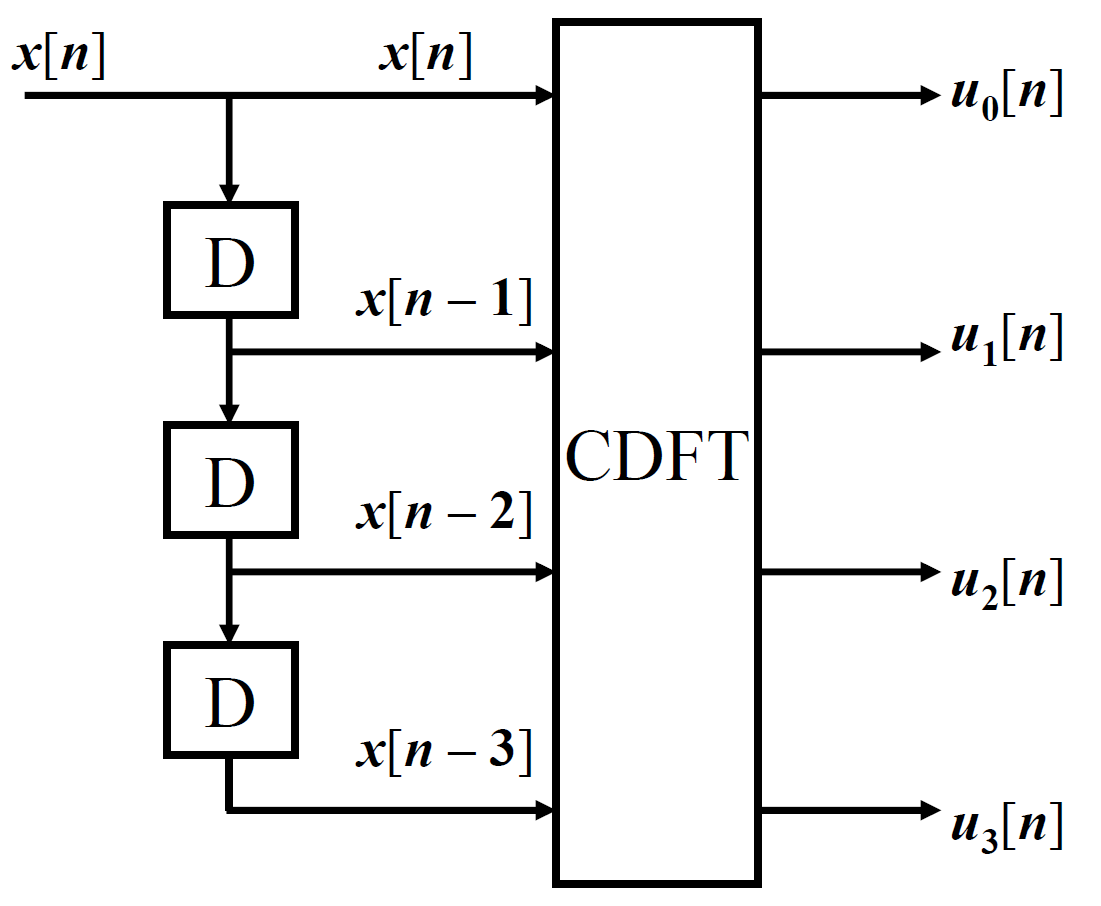 x[n]
x[n]
u0[n]
D
x[n – 1]
u1[n]
CDFT
D
x[n – 2]
u2[n]
D
x[n – 3]
u3[n]